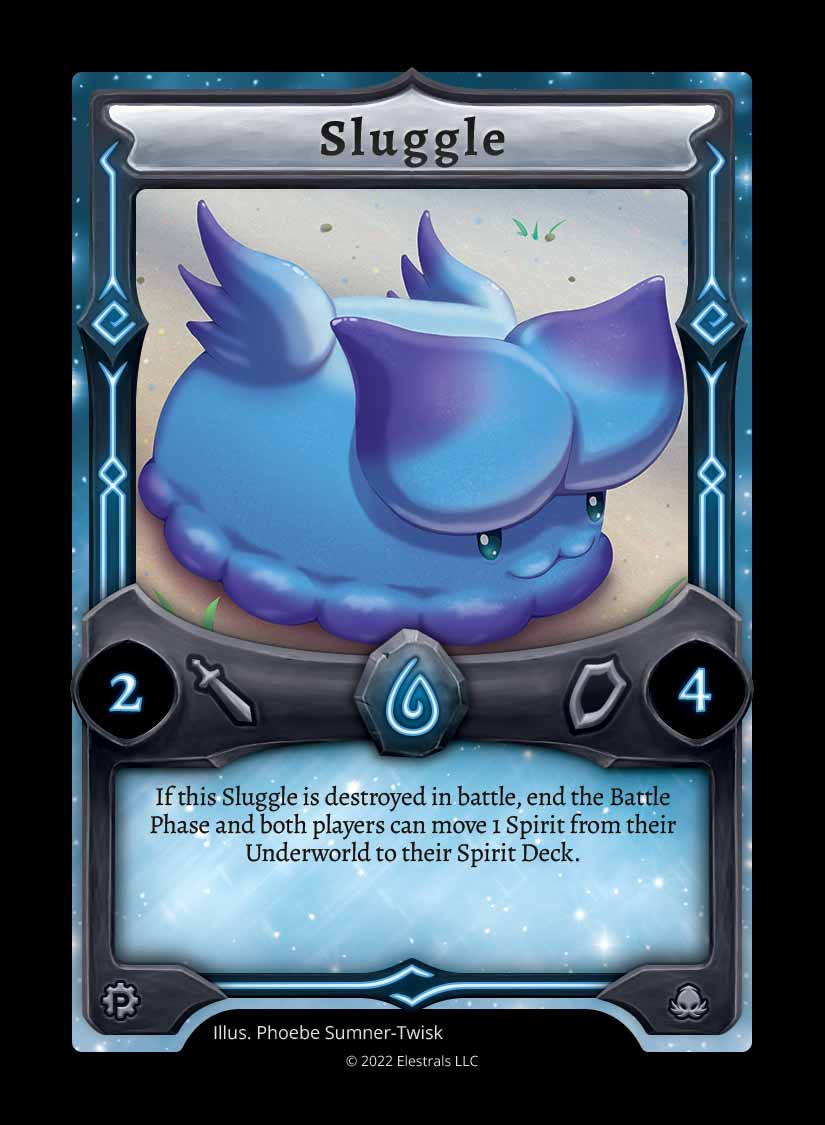 Sluggle
2
4
If this Sluggle is destroyed in battle, end the Battle
Phase and both players can move 1 Spirit from their
Underworld to their Spirit Deck.
P
Illus. Phoebe Sumner-Twisk
© 2022 Elestrals LLC